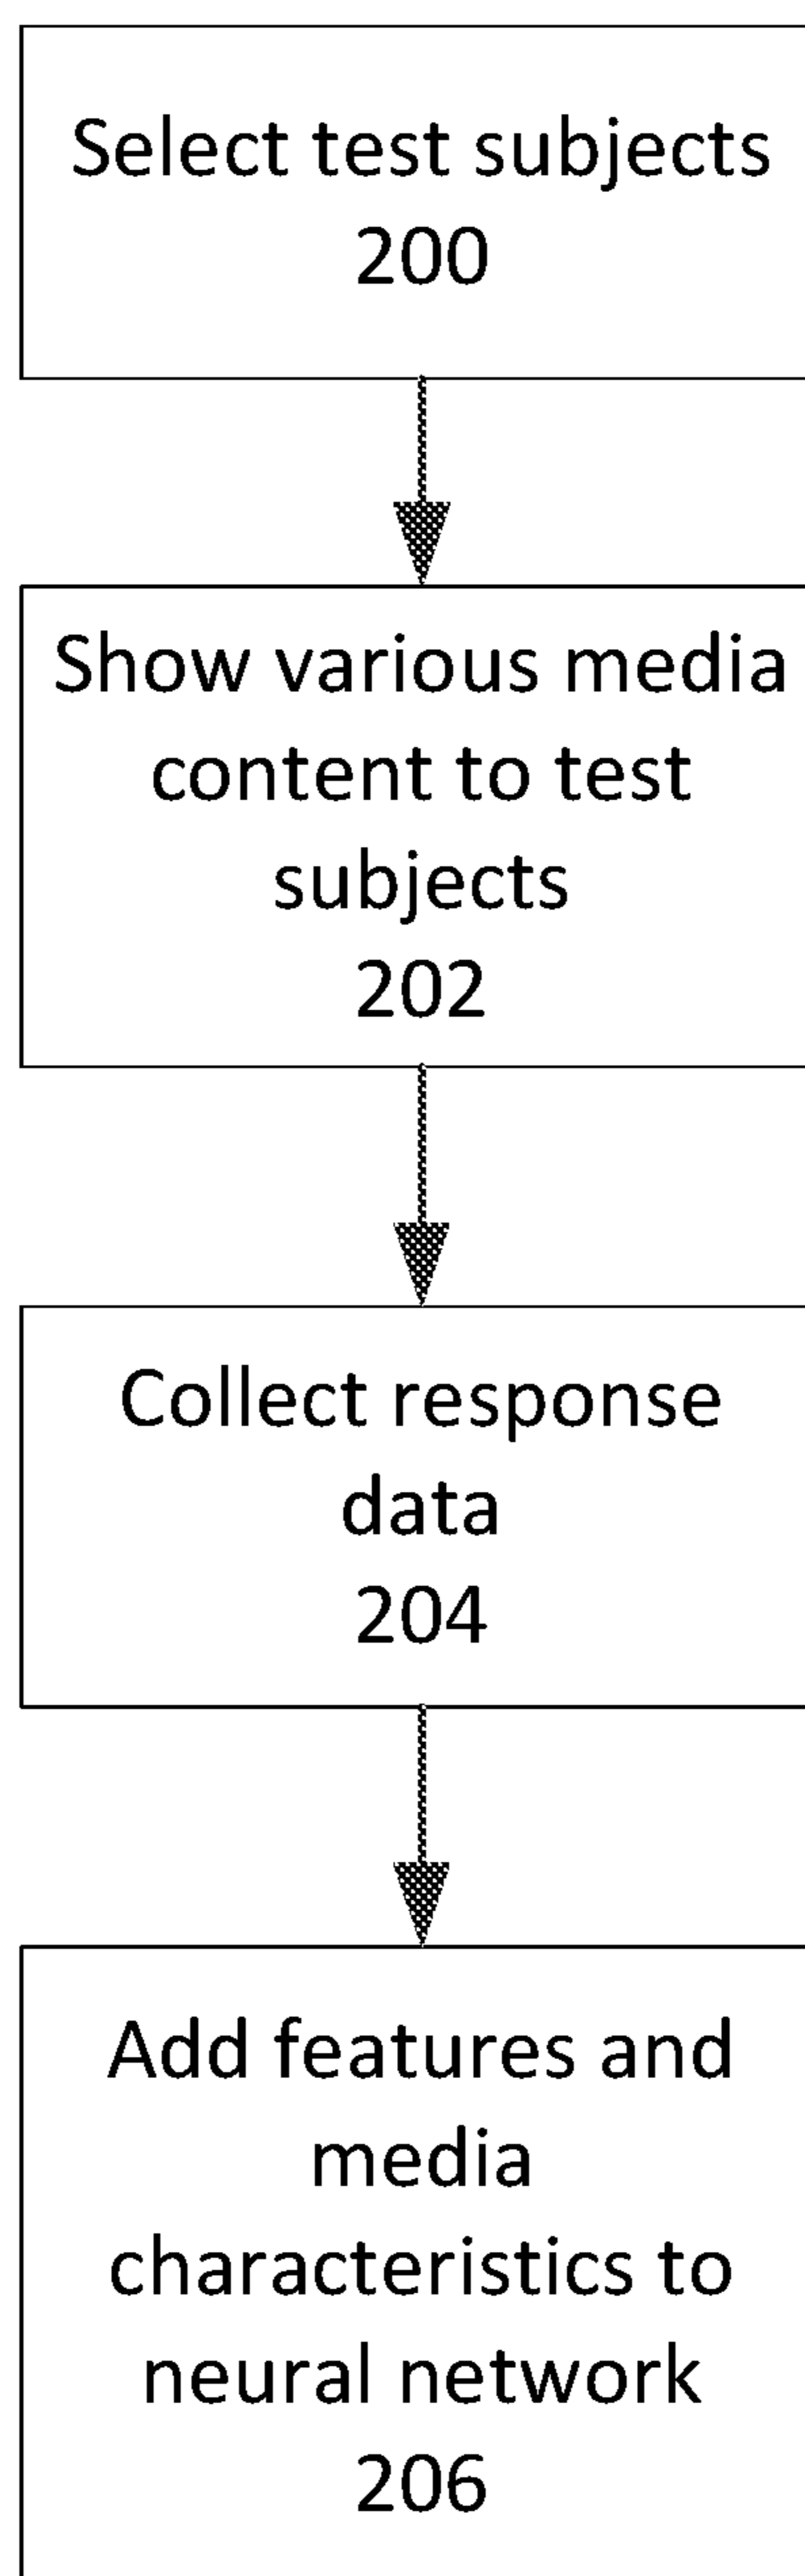 Select test subjects
200
Show various media
content to test
subjects
202
Collect response
data
204
Add features and
media
characteristics to
neural network
206